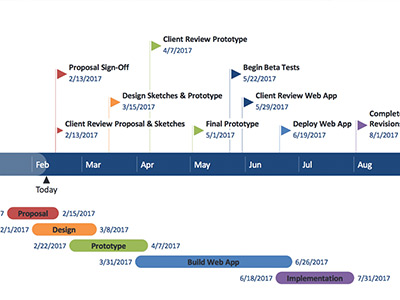 Client Review Prototype
4/7/2017
Proposal Sign-Off
2/13/2017
Begin Beta Tests
5/22/2017
Design Sketches & Prototype
3/15/2017
Client Review Web App
5/29/2017
Complete
Revisions
8/1/2017
Client Review Proposal & Sketches
2/13/2017
Final Prototype
5/1/2017
Deploy Web App
6/19/2017
Feb Mar Apr May Jun Jul Aug
Today
7 Proposal 2/15/2017
2/1/2017 Design 3/8/2017
2/22/2017 Prototype 4/7/2017
3/31/2017 Build Web App 6/26/2017
6/18/2017 Implementation 7/31/2017